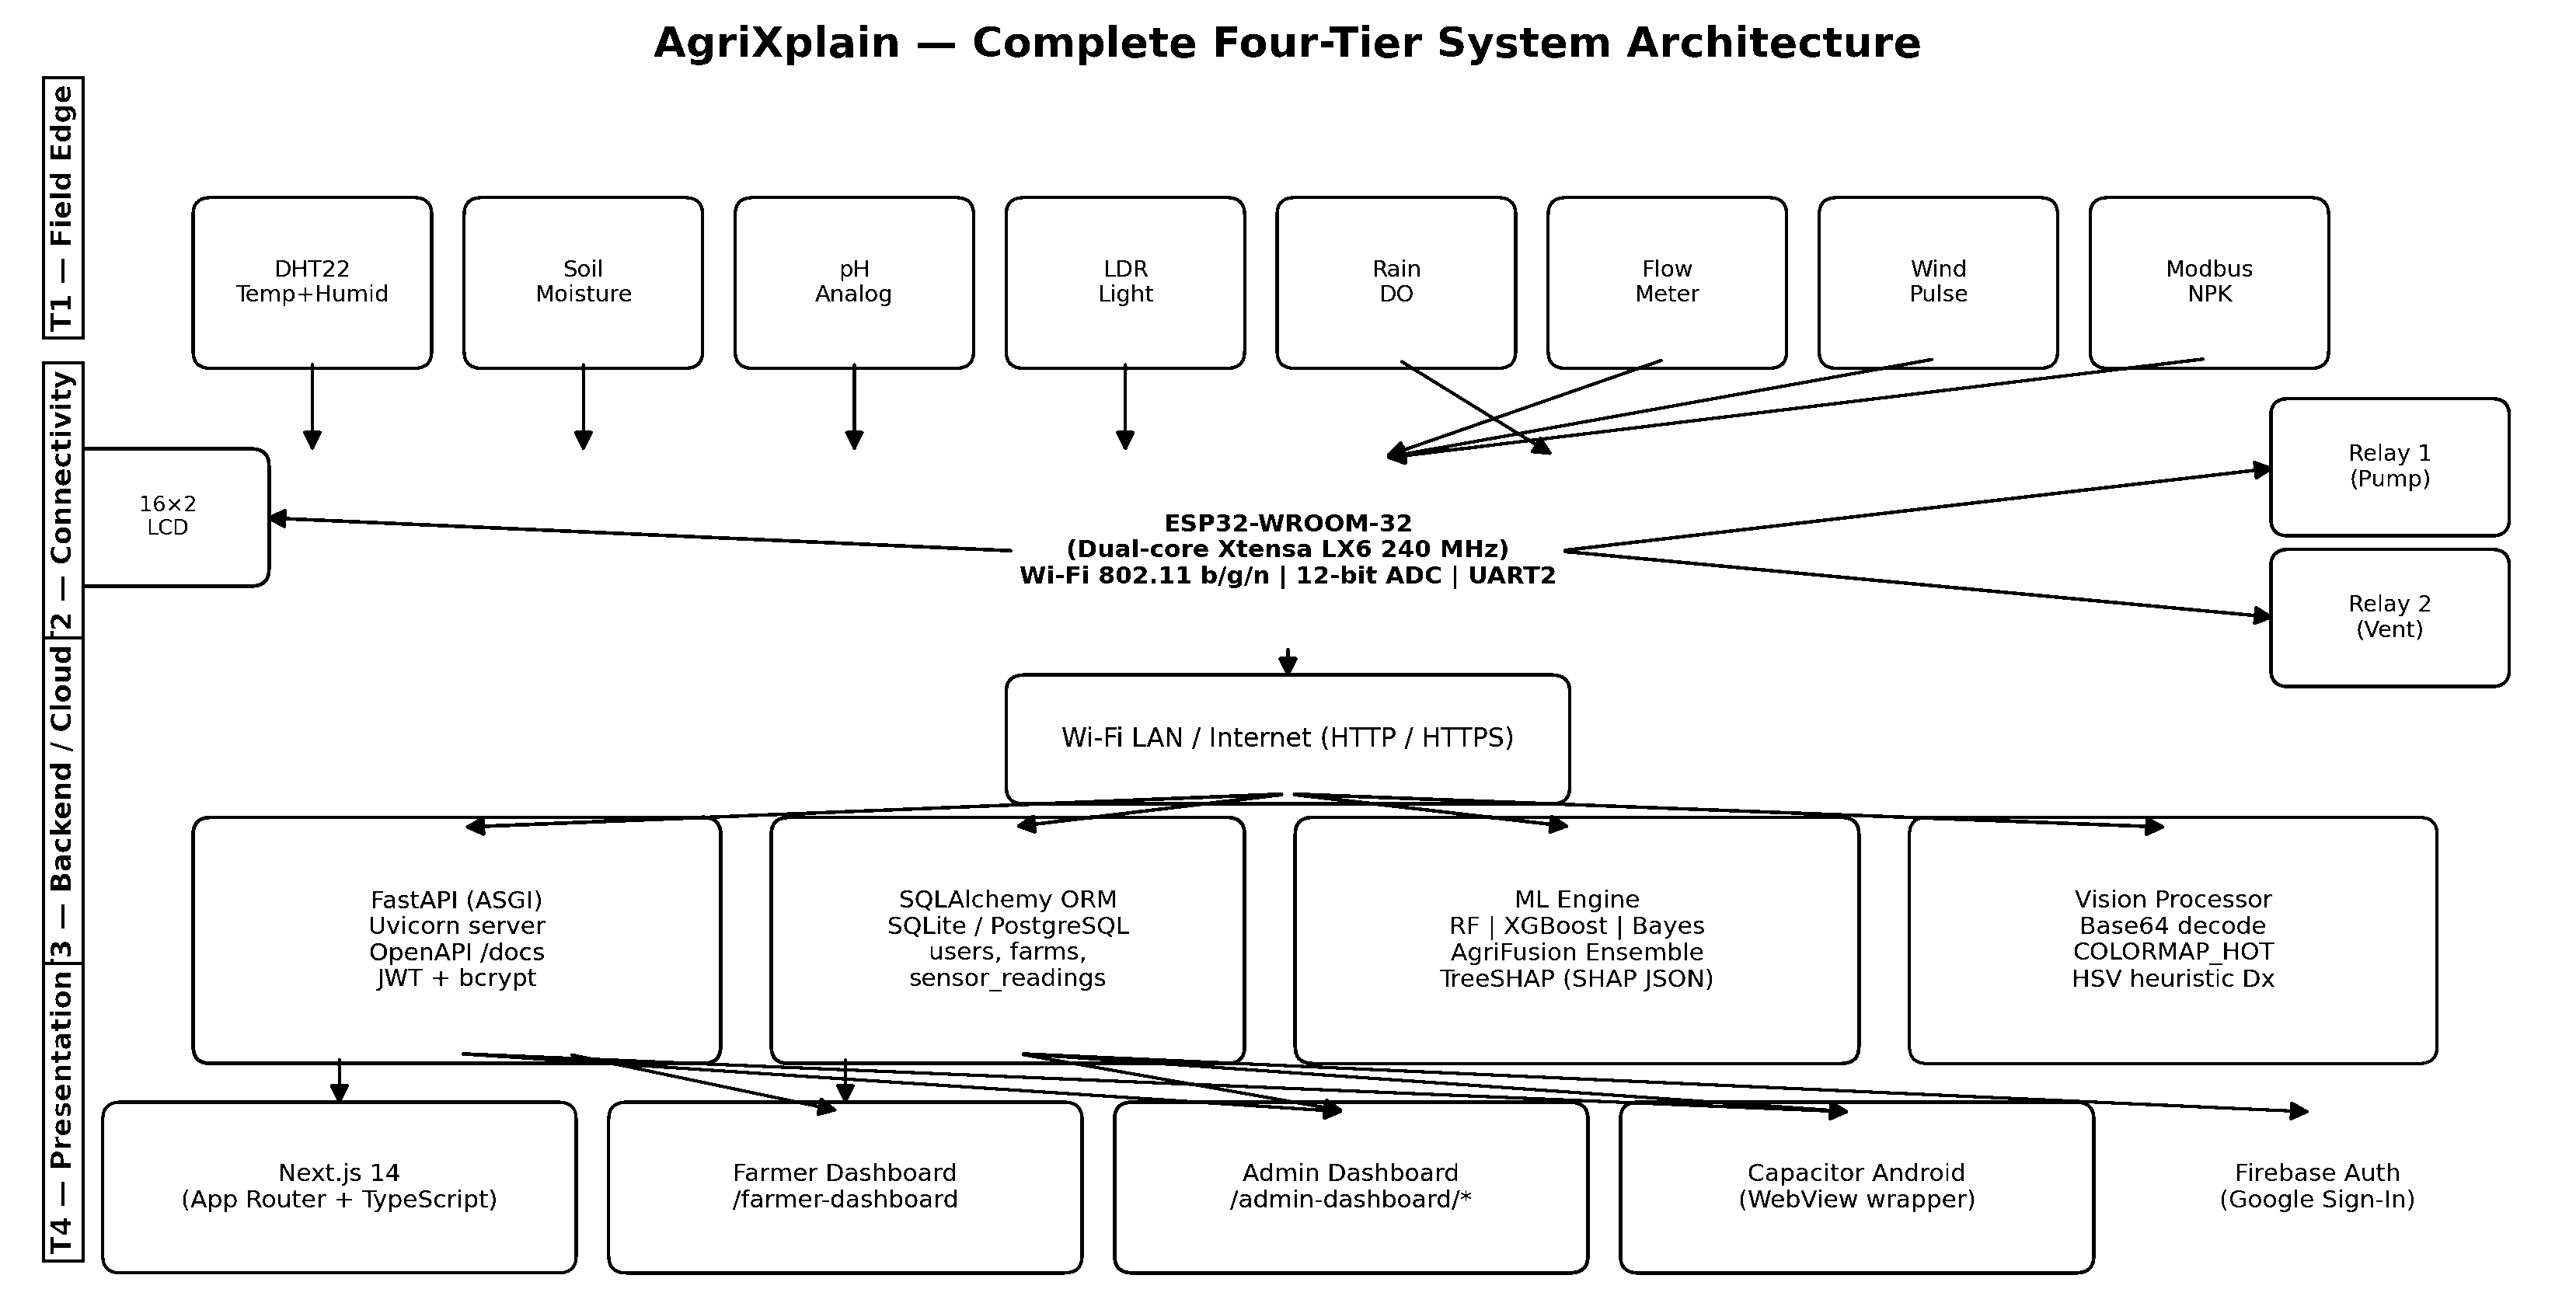 AgriXplain — Complete Four-Tier System Architecture
T1 — Field Edge
DHT22
Temp+Humid
Soil
Moisture
pH
Analog
LDR
Light
Rain
DO
Flow
Meter
Wind
Pulse
Modbus
NPK
T2 — Connectivity
16×2
LCD
ESP32-WROOM-32
(Dual-core Xtensa LX6 240 MHz)
Wi-Fi 802.11 b/g/n | 12-bit ADC | UART2
Relay 1
(Pump)
Relay 2
(Vent)
Wi-Fi LAN / Internet (HTTP / HTTPS)
T3 — Backend / Cloud
FastAPI (ASGI)
Uvicorn server
OpenAPI /docs
JWT + bcrypt
SQLAlchemy ORM
SQLite / PostgreSQL
users, farms,
sensor_readings
ML Engine
RF | XGBoost | Bayes
AgriFusion Ensemble
TreeSHAP (SHAP JSON)
Vision Processor
Base64 decode
COLORMAP_HOT
HSV heuristic Dx
T4 — Presentation
Next.js 14
(App Router + TypeScript)
Farmer Dashboard
/farmer-dashboard
Admin Dashboard
/admin-dashboard/*
Capacitor Android
(WebView wrapper)
Firebase Auth
(Google Sign-In)